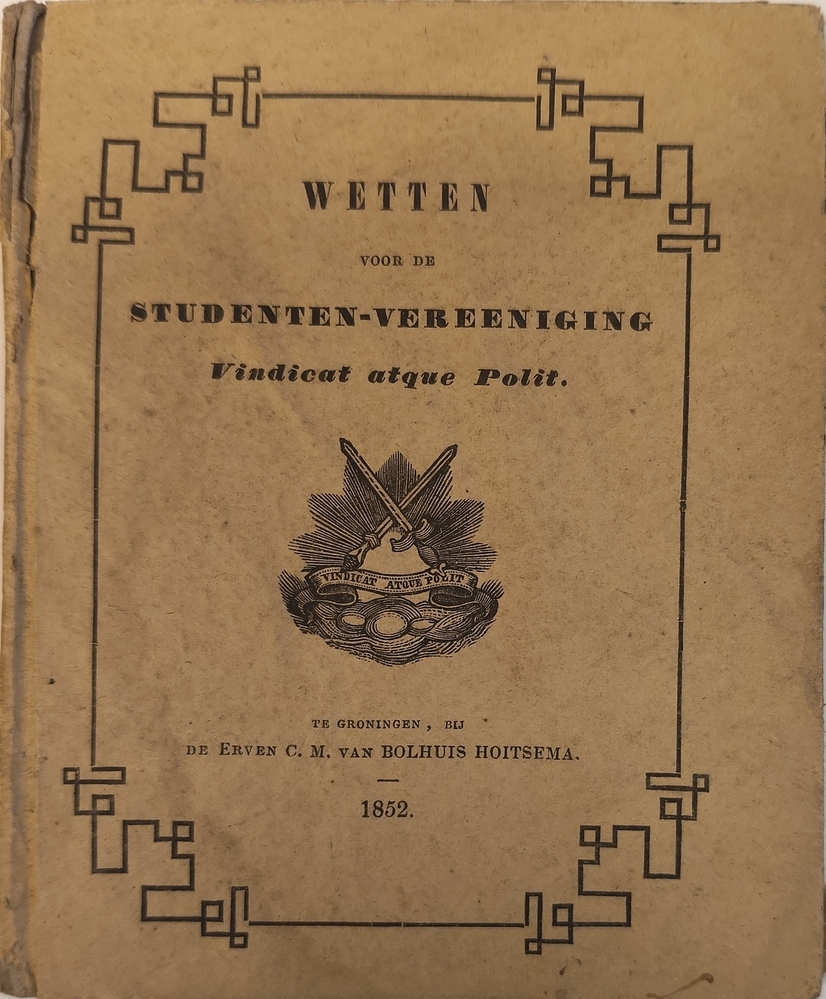 WETTEN
VOOR DE
STUDENTEN-VEREENIGING
Vindicat atque Polit.
VINDICAT ATQUE POLIT
TE GRONINGEN, BIJ
DE ERVEN C. M. VAN BOLHUIS HOITSEMA.
1852.